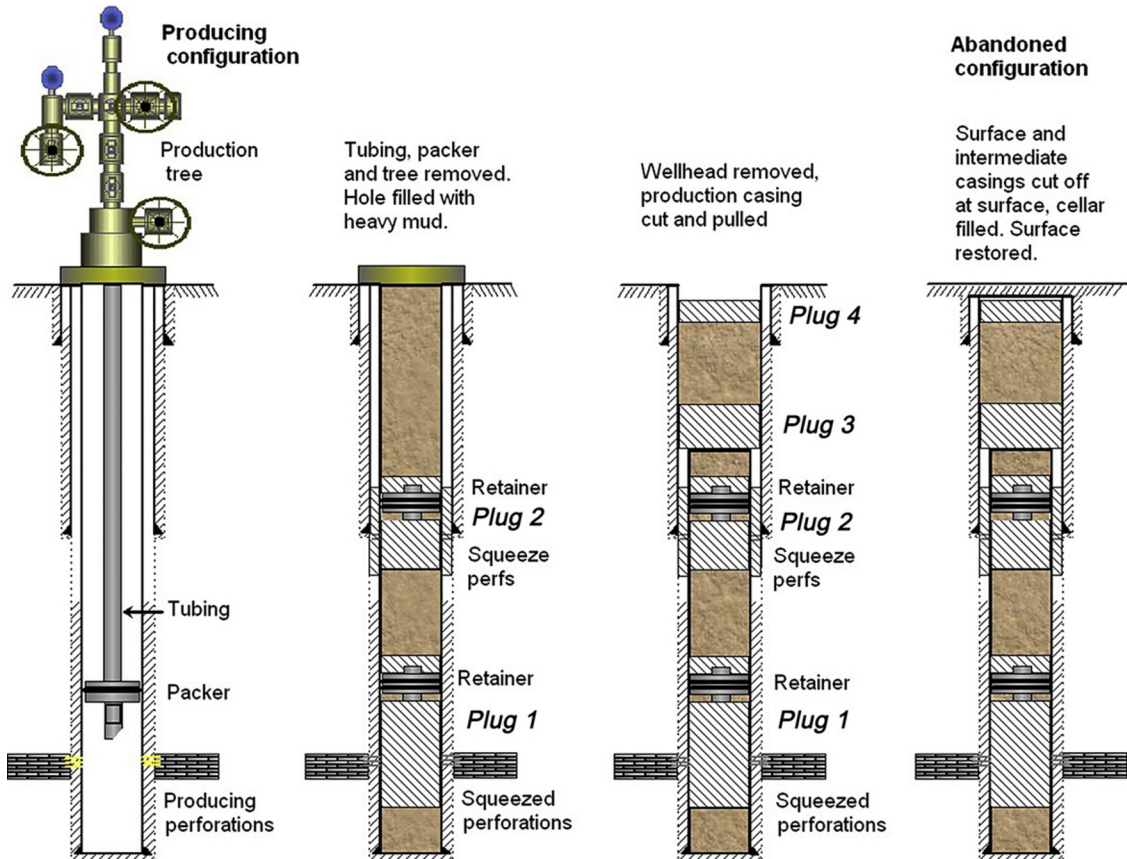 Producing
configuration
Production
tree
Tubing
Packer
Producing
perforations
Tubing, packer
and tree removed.
Hole filled with
heavy mud.
Retainer
Plug 2
Squeeze
perfs
Retainer
Plug 1
Squeezed
perforations
Wellhead removed,
production casing
cut and pulled
Plug 4
Plug 3
Retainer
Plug 2
Squeeze
perfs
Retainer
Plug 1
Squeezed
perforations
Abandoned
configuration
Surface and
intermediate
casings cut off
at surface, cellar
filled. Surface
restored.